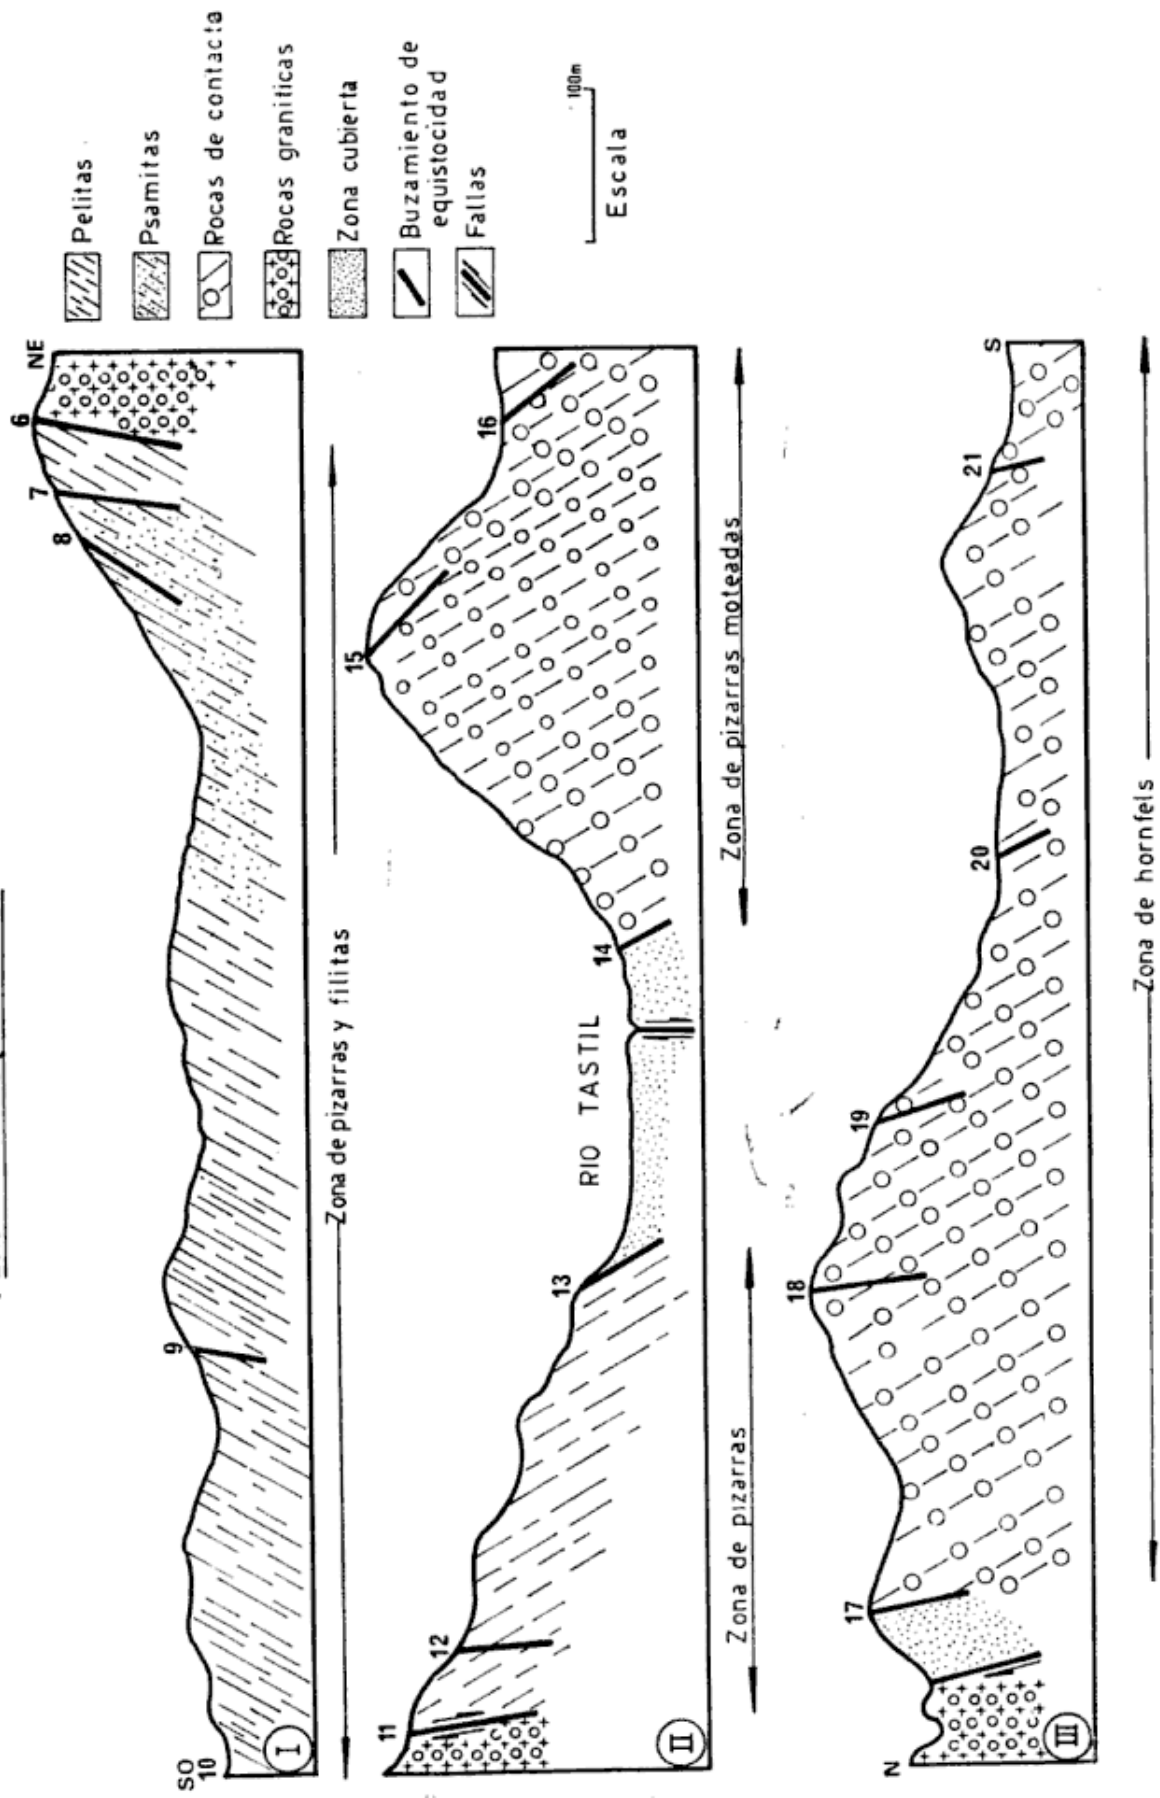 Pelitas
Psamitas
Rocas de contacta
Rocas graniticas
Zona cubierta
Buzamiento de
equistocidad
Fallas
100m
Escala
SO
10
9
8
7
6
NE
I
Zona de pizarras y filitas
11
12
13
RIO TASTIL
14
15
16
II
Zona de pizarras
Zona de pizarras moteadas
N
17
18
19
20
21
S
III
Zona de hornfels